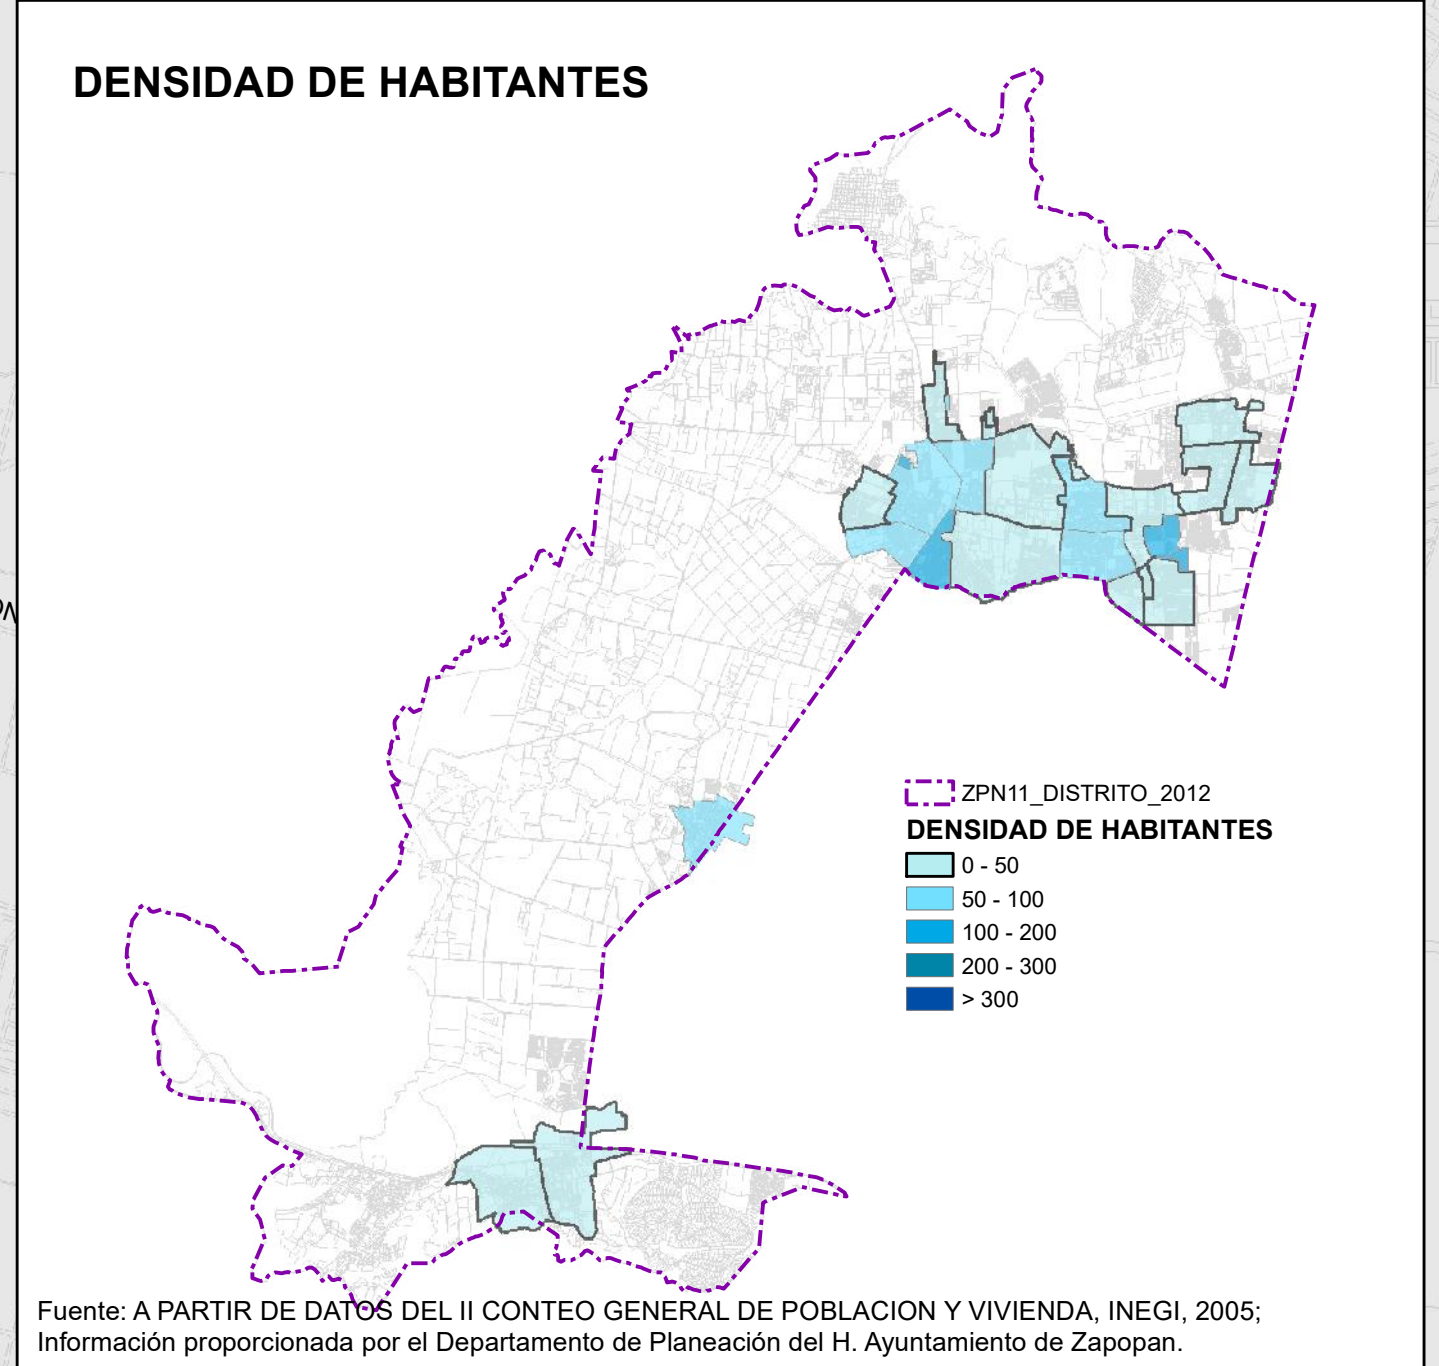 DENSIDAD DE HABITANTES
ZPN11_DISTRITO_2012
DENSIDAD DE HABITANTES
0 - 50
50 - 100
100 - 200
200 - 300
> 300
Fuente: A PARTIR DE DATOS DEL II CONTEO GENERAL DE POBLACION Y VIVIENDA, INEGI, 2005;
Información proporcionada por el Departamento de Planeación del H. Ayuntamiento de Zapopan.